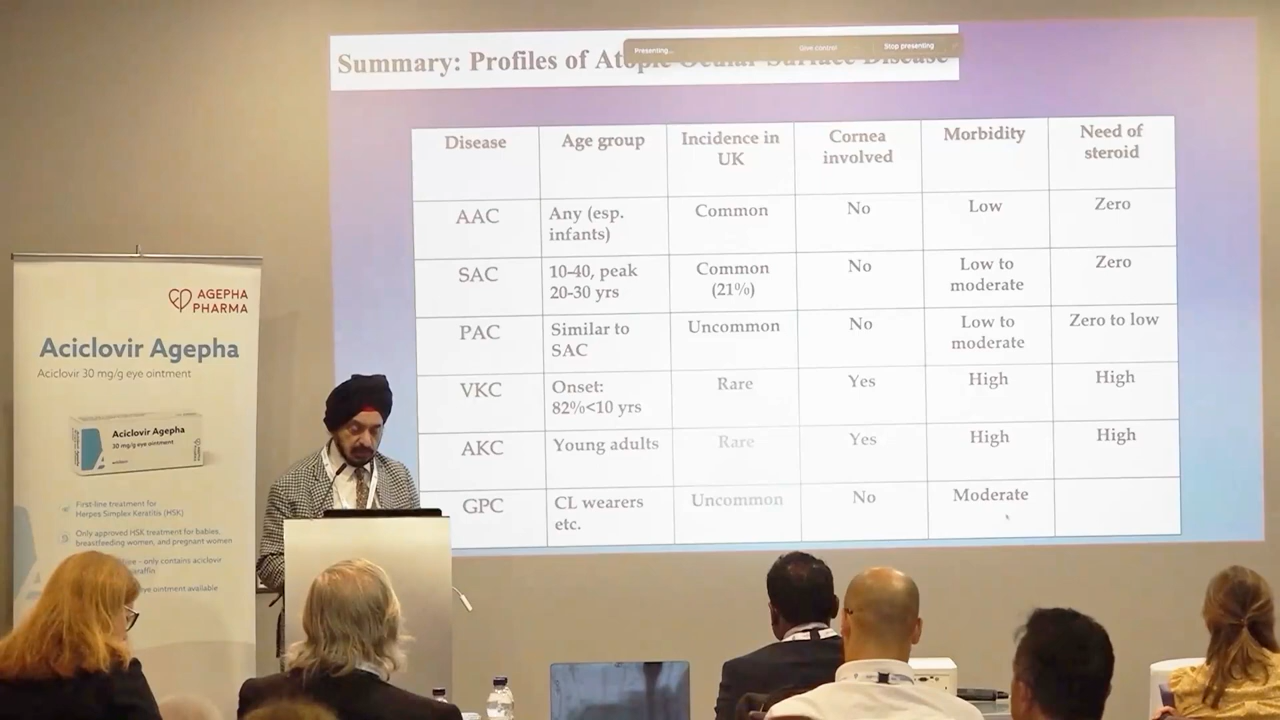 Presenting...
Give control
Stop presenting
Summary: Profiles of Atopic Ocular Surface Disease
Disease
Age group
Incidence in
UK
Cornea
involved
Morbidity
Need of
steroid
AAC
Any (esp.
infants)
Common
No
Low
Zero
SAC
10-40, peak
20-30 yrs
Common
(21%)
No
Low to
moderate
Zero
PAC
Similar to
SAC
Uncommon
No
Low to
moderate
Zero to low
VKC
Onset:
82%<10 yrs
Rare
Yes
High
High
AKC
Young adults
Rare
Yes
High
High
GPC
CL wearers
etc.
Uncommon
No
Moderate
AGEPHA
PHARMA
Aciclovir Agepha
Aciclovir 30 mg/g eye ointment
Aciclovir Agepha
30 mg/g eye ointment
First-line treatment for
Herpes Simplex Keratitis (HSK)
Only approved HSK treatment for babies,
breastfeeding women, and pregnant women
– only contains aciclovir
eye ointment available